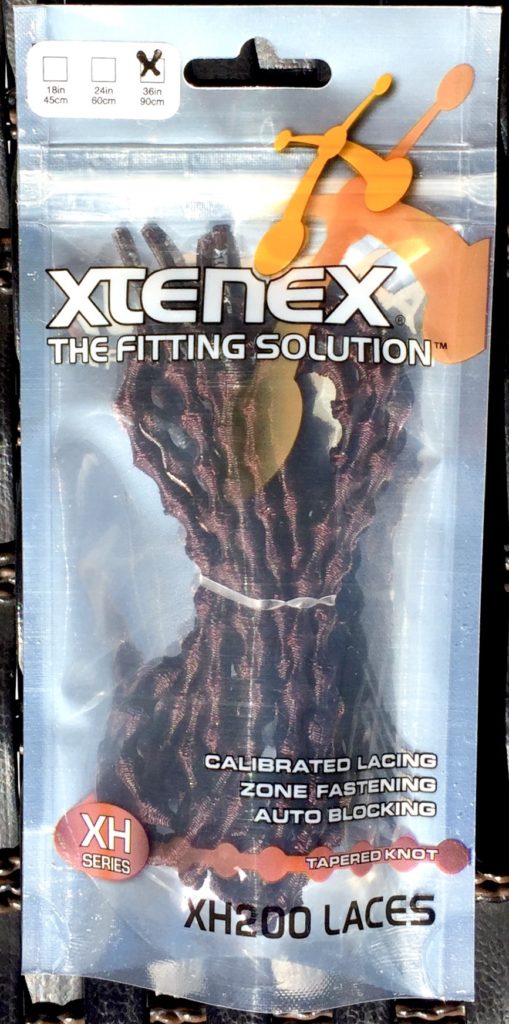 18in 24in 36in
45cm 60cm 90cm
XTENEX®
THE FITTING SOLUTION™
CALIBRATED LACING
ZONE FASTENING
AUTO BLOCKING
XH
SERIES
TAPERED KNOT
XH200 LACES